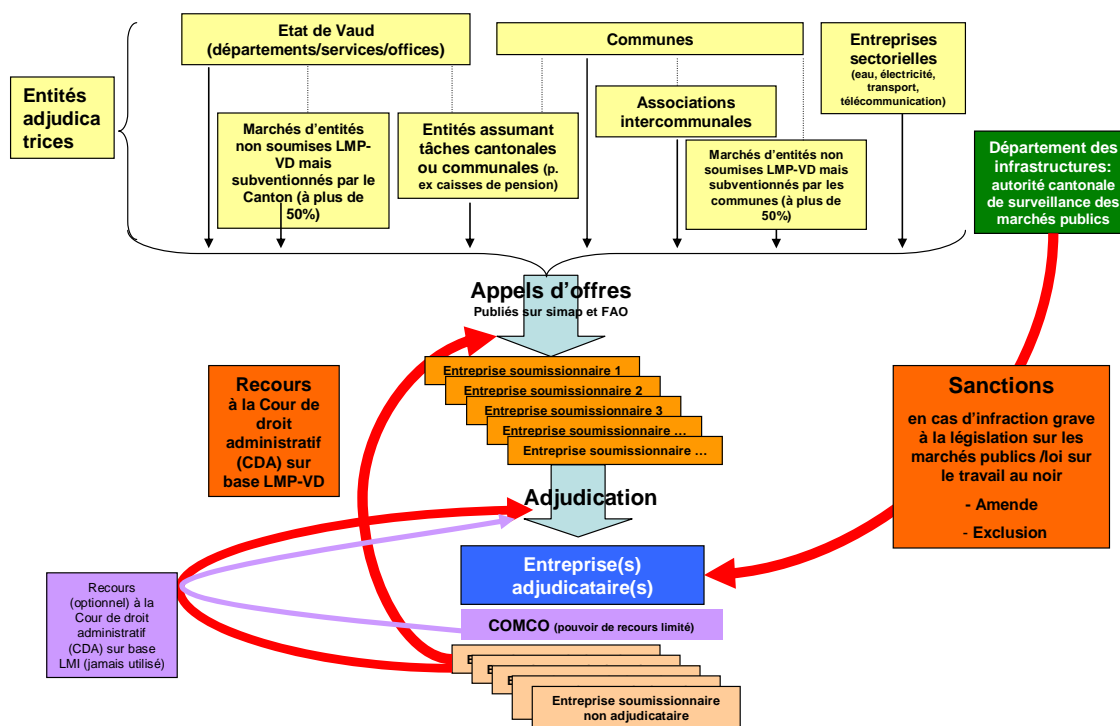 Etat de Vaud
(départements/services/offices)
Communes
Entreprises
sectorielles
(eau, électricité,
transport,
télécommunication)
Entités
adjudica
trices
Marchés d'entités
non soumises LMP-
VD mais
subventionnés par le
Canton (à plus de
50%)
Entités assumant
tâches cantonales
ou communales (p.
ex caisses de pension)
Associations
intercommunales
Marchés d'entités non
soumises LMP-VD mais
subventionnés par les
communes (à plus de
50%)
Département des
infrastructures:
autorité cantonale
de surveillance des
marchés publics
Appels d'offres
Publiés sur simap et FAO
Entreprise soumissionnaire 1
Entreprise soumissionnaire 2
Entreprise soumissionnaire 3
Entreprise soumissionnaire …
Entreprise soumissionnaire …
Recours
à la Cour de
droit
administratif
(CDA) sur
base LMP-VD
Sanctions
en cas d'infraction grave
à la législation sur les
marchés publics /loi sur
le travail au noir
- Amende
- Exclusion
Adjudication
Entreprise(s)
adjudicataire(s)
Recours
(optionnel) à la
Cour de droit
administratif
(CDA) sur base
LMI (jamais utilisé)
COMCO (pouvoir de recours limité)
Entreprise soumissionnaire
non adjudicataire